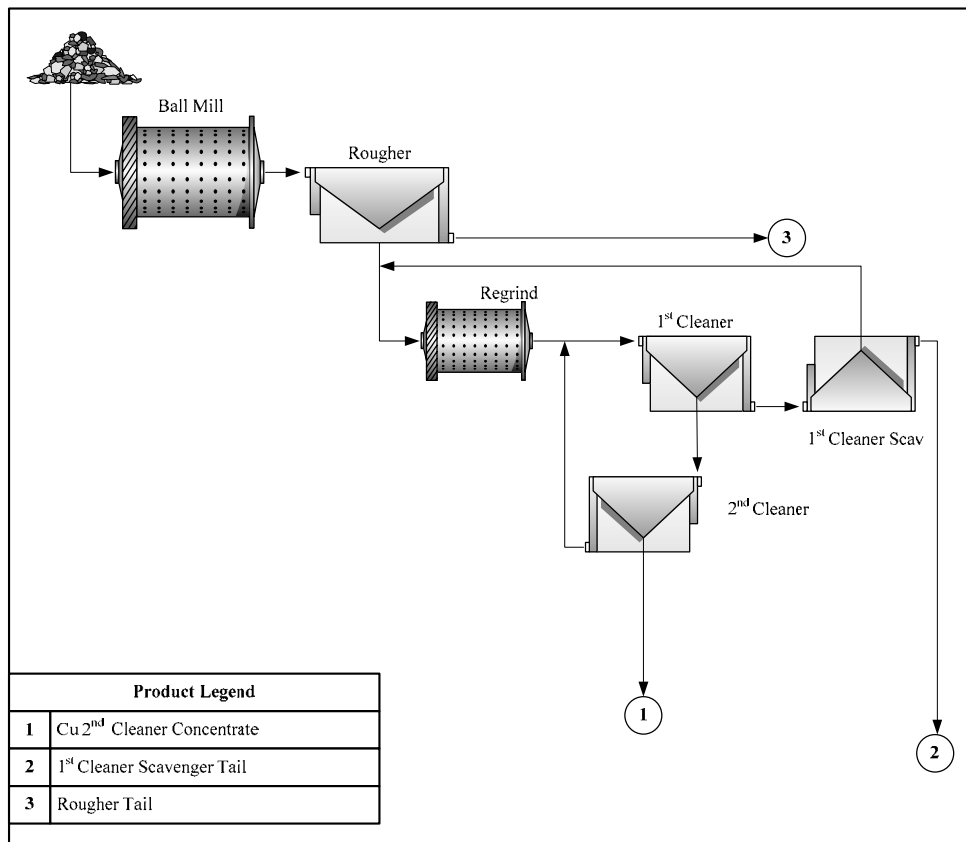 Ball Mill
Rougher
3
Regrind
1st Cleaner
1st Cleaner Scav
2nd Cleaner
1
2
Product Legend
1 Cu 2nd Cleaner Concentrate
2 1st Cleaner Scavenger Tail
3 Rougher Tail